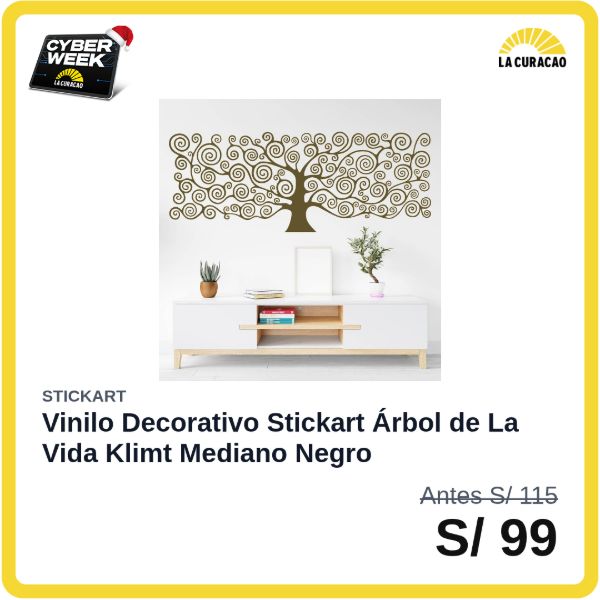 CYBER
WEEK
LA CURACAO
LA CURACAO
STICKART
Vinilo Decorativo Stickart Árbol de La
Vida Klimt Mediano Negro
Antes S/ 115
S/ 99